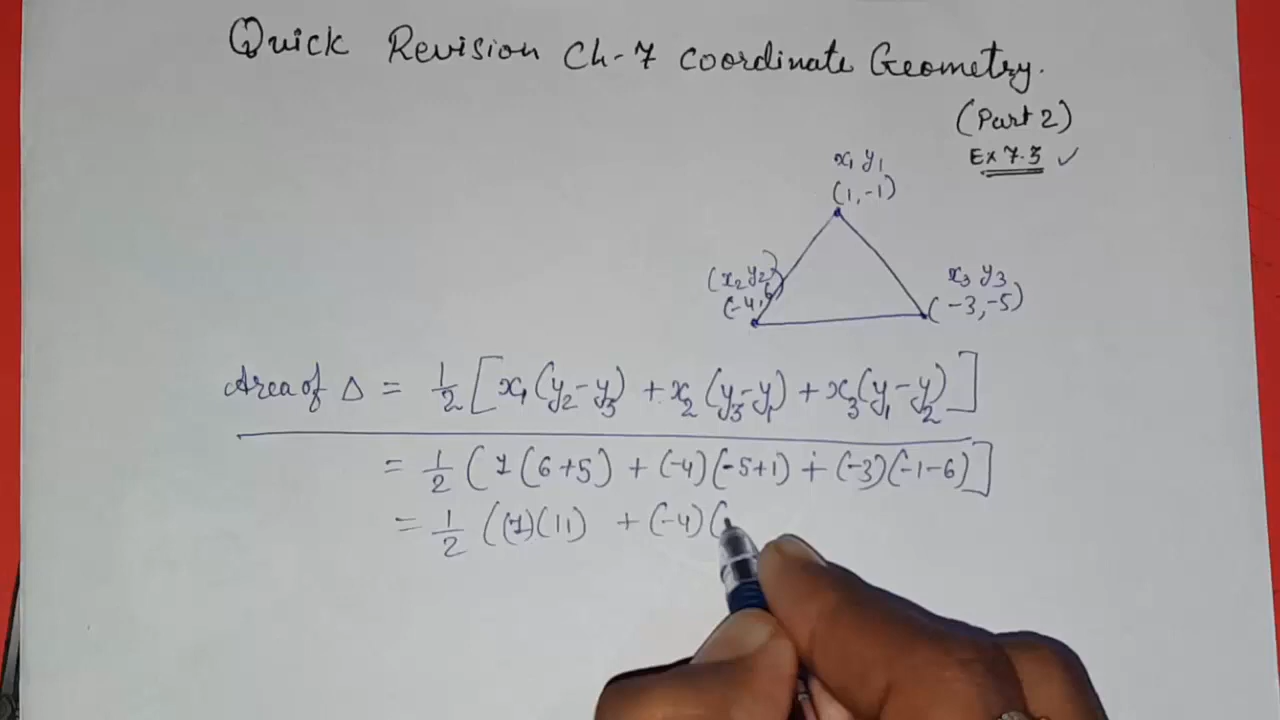 Quick Revision Ch-7 Coordinate Geometry.
(Part 2)
Ex 7.3 ✓
x₁ y₁
(1,-1)
(x₂ y₂)
(-4,6)
x₃ y₃
(-3,-5)
Area of Δ = 1/2 [x₁(y₂-y₃) + x₂(y₃-y₁) + x₃(y₁-y₂)]
= 1/2 (1(6+5) + (-4)(-5+1) + (-3)(-1-6)]
= 1/2 ((1)(11) + (-4)(